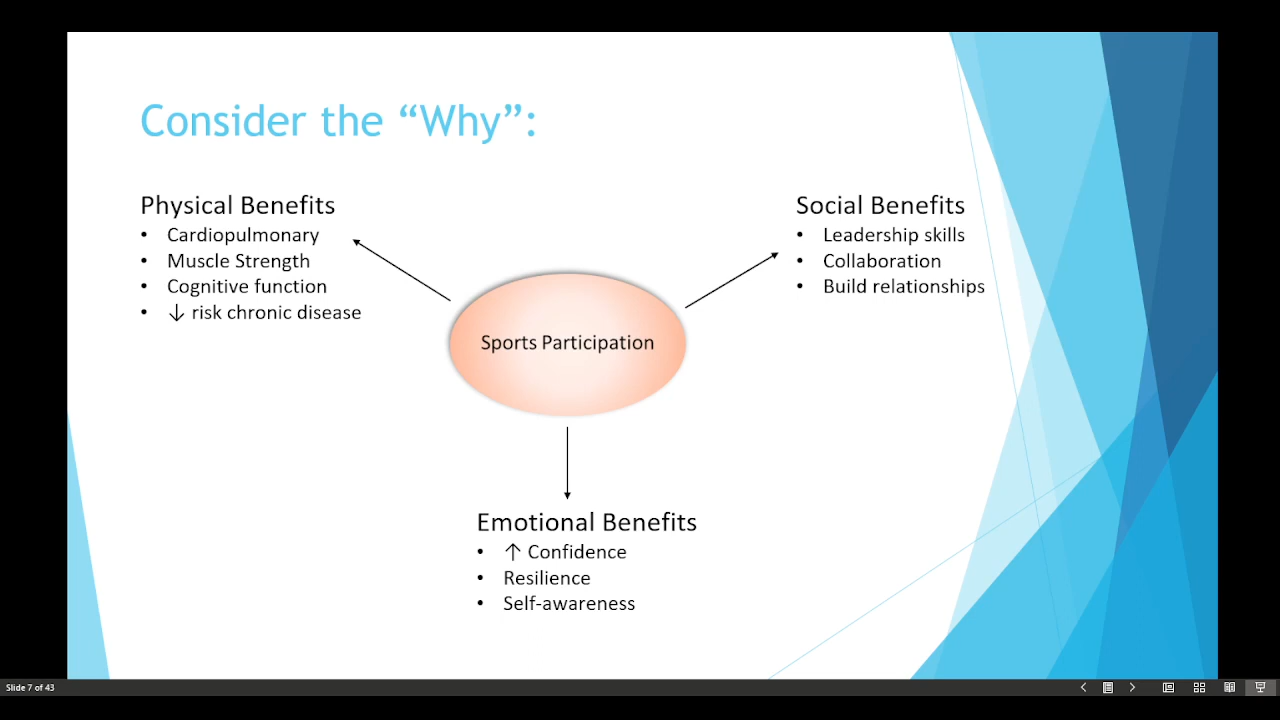 Consider the “Why”:
Physical Benefits
• Cardiopulmonary
• Muscle Strength
• Cognitive function
• ↓ risk chronic disease
Social Benefits
• Leadership skills
• Collaboration
• Build relationships
Sports Participation
Emotional Benefits
• ↑ Confidence
• Resilience
• Self-awareness
Slide 7 of 43